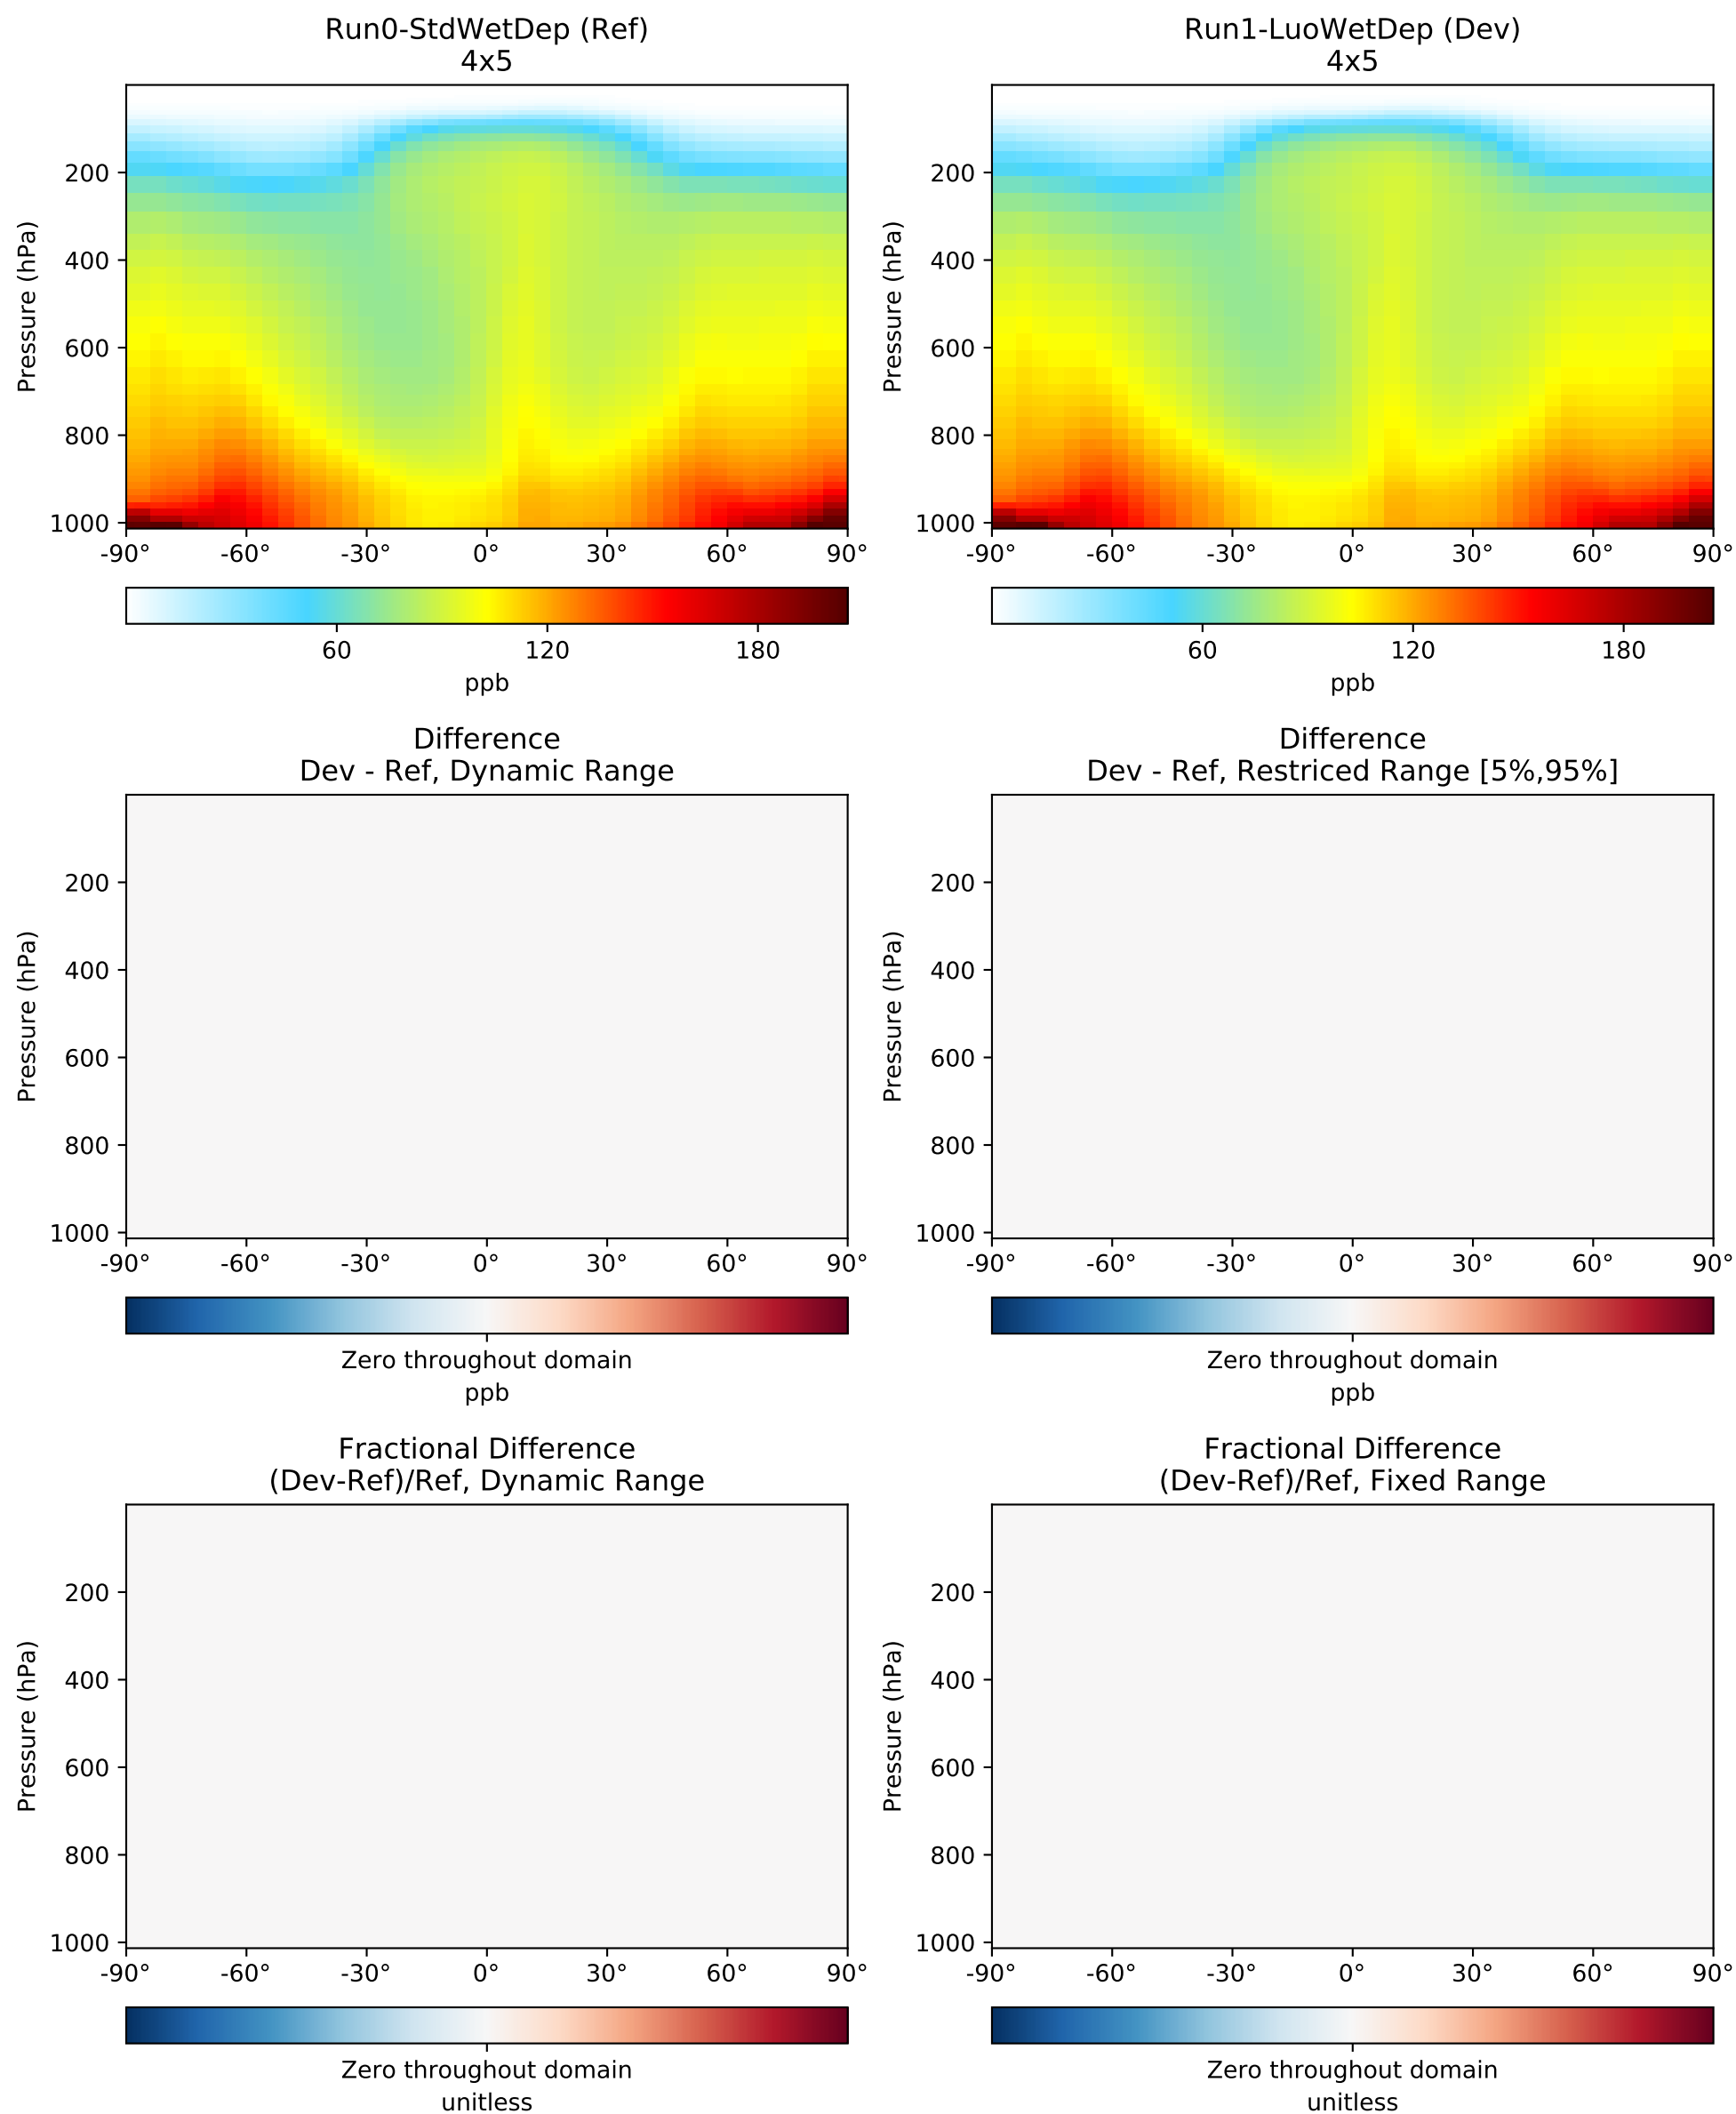 Run0-StdWetDep (Ref)
4x5
Run1-LuoWetDep (Dev)
4x5
Pressure (hPa)
200
400
600
800
1000
-90° -60° -30° 0° 30° 60° 90°
60 120 180
ppb
Pressure (hPa)
200
400
600
800
1000
-90° -60° -30° 0° 30° 60° 90°
60 120 180
ppb
Difference
Dev - Ref, Dynamic Range
Pressure (hPa)
200
400
600
800
1000
-90° -60° -30° 0° 30° 60° 90°
Zero throughout domain
ppb
Difference
Dev - Ref, Restriced Range [5%,95%]
Pressure (hPa)
200
400
600
800
1000
-90° -60° -30° 0° 30° 60° 90°
Zero throughout domain
ppb
Fractional Difference
(Dev-Ref)/Ref, Dynamic Range
Pressure (hPa)
200
400
600
800
1000
-90° -60° -30° 0° 30° 60° 90°
Zero throughout domain
unitless
Fractional Difference
(Dev-Ref)/Ref, Fixed Range
Pressure (hPa)
200
400
600
800
1000
-90° -60° -30° 0° 30° 60° 90°
Zero throughout domain
unitless